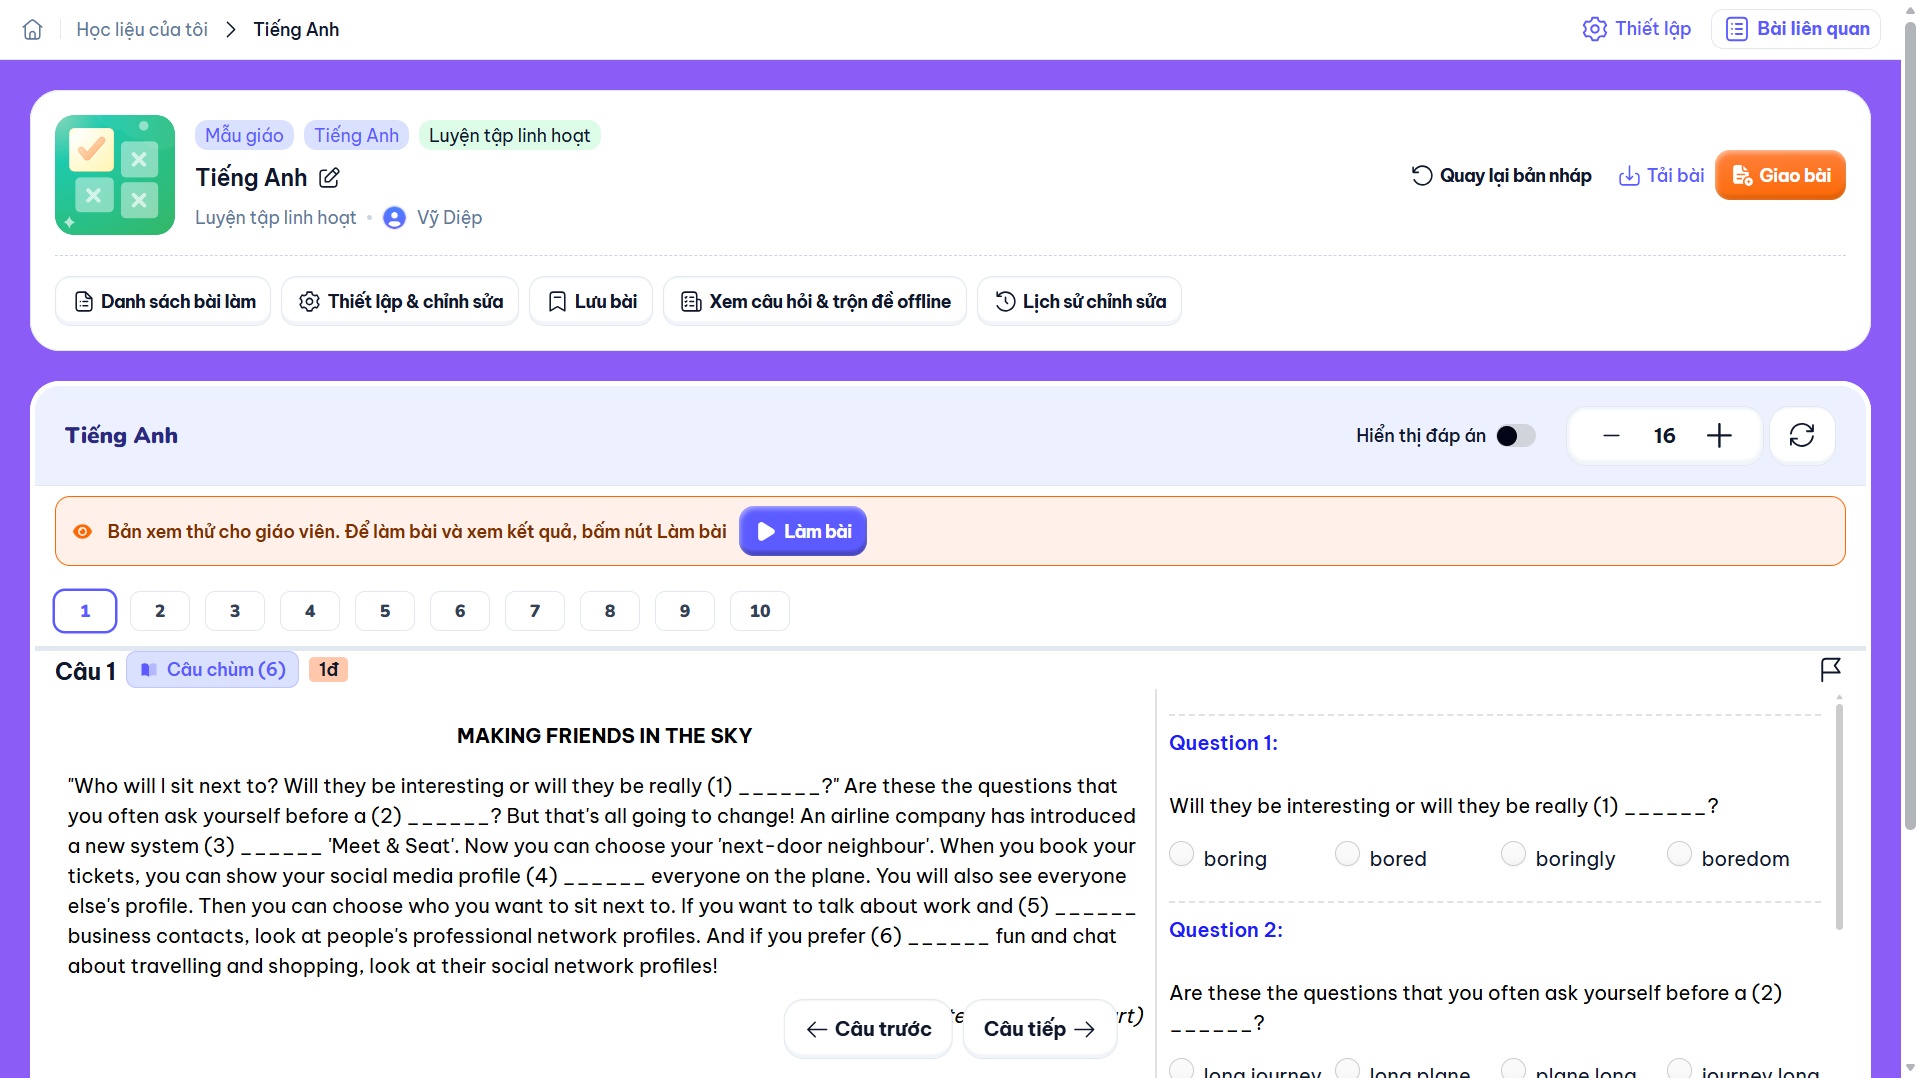 Học liệu của tôi > Tiếng Anh
Thiết lập
Bài liên quan
Mẫu giáo
Tiếng Anh
Luyện tập linh hoạt
Tiếng Anh
Luyện tập linh hoạt • Vỹ Diệp
Quay lại bản nháp
Tải bài
Giao bài
Danh sách bài làm
Thiết lập & chỉnh sửa
Lưu bài
Xem câu hỏi & trộn đề offline
Lịch sử chỉnh sửa
Tiếng Anh
Hiển thị đáp án
16
Bản xem thử cho giáo viên. Để làm bài và xem kết quả, bấm nút Làm bài
Làm bài
1 2 3 4 5 6 7 8 9 10
Câu 1
Câu chùm (6)
1đ
MAKING FRIENDS IN THE SKY
"Who will I sit next to? Will they be interesting or will they be really (1) ______?" Are these the questions that
you often ask yourself before a (2) ______? But that's all going to change! An airline company has introduced
a new system (3) ______ 'Meet & Seat'. Now you can choose your 'next-door neighbour'. When you book your
tickets, you can show your social media profile (4) ______ everyone on the plane. You will also see everyone
else's profile. Then you can choose who you want to sit next to. If you want to talk about work and (5) ______
business contacts, look at people's professional network profiles. And if you prefer (6) ______ fun and chat
about travelling and shopping, look at their social network profiles!
Câu trước
Câu tiếp
Question 1:
Will they be interesting or will they be really (1) ______?
boring
bored
boringly
boredom
Question 2:
Are these the questions that you often ask yourself before a (2)
______?
long journey
long plane
plane long
journey long